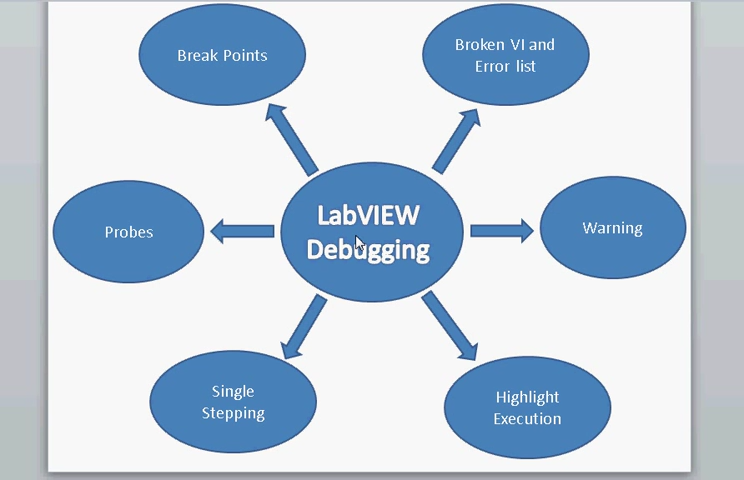 Break Points
Broken VI and
Error list
LabVIEW
Debugging
Probes
Warning
Single
Stepping
Highlight
Execution